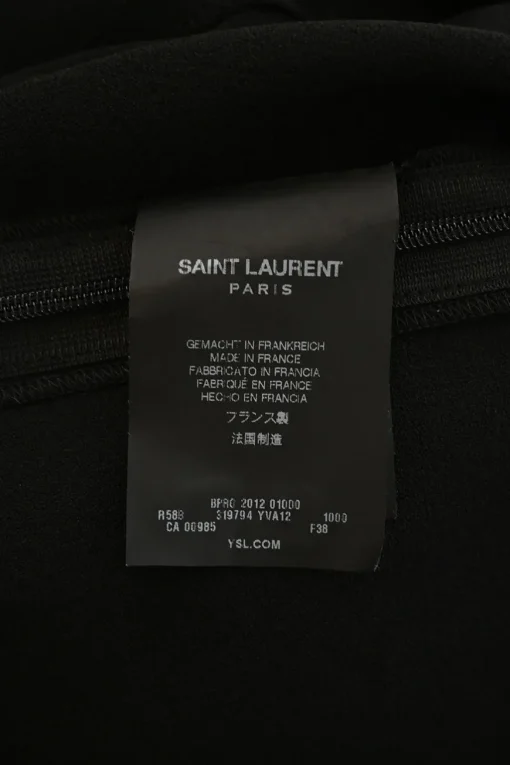 SAINT LAURENT
PARIS
GEMACHT IN FRANKREICH
MADE IN FRANCE
FABBRICATO IN FRANCIA
FABRIQUÉ EN FRANCE
HECHO EN FRANCIA
フランス製
法国制造
BPRO 2012 01000
R588 319794 YVA12 1000
CA 00985 F38
YSL.COM